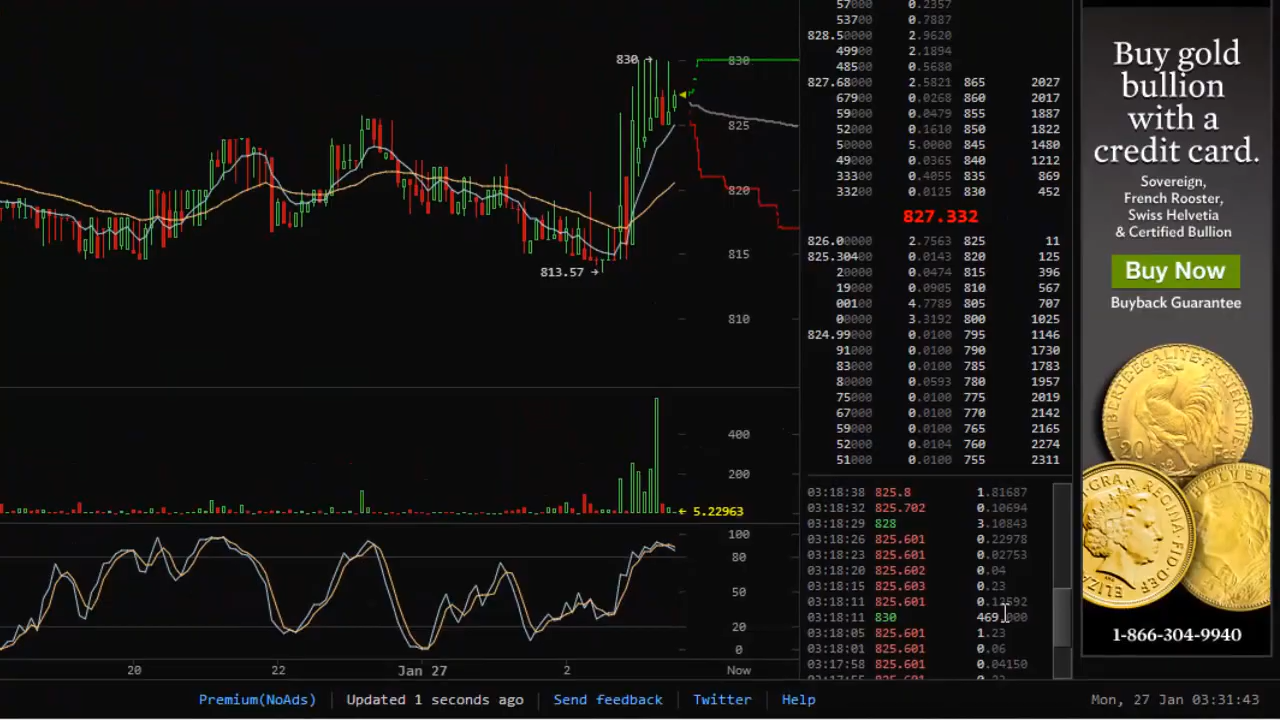 830 →
813.57 →
830
825
820
815
810
400
200
← 5.22963
100
80
50
20
0
20 22 Jan 27 2 Now
57000 0.2357
53700 0.7887
828.50000 2.9620
49900 2.1894
48500 0.5680
827.68000 2.5821 865 2027
67900 0.0268 860 2017
59000 0.0479 855 1887
52000 0.1610 850 1822
50000 5.0000 845 1480
49000 0.0365 840 1212
33300 0.4055 835 869
33200 0.0125 830 452
827.332
826.00000 2.7563 825 11
825.30400 0.0143 820 125
20000 0.0474 815 396
19000 0.0905 810 567
00100 4.7789 805 707
00000 3.3192 800 1025
824.99000 0.0100 795 1146
91000 0.0100 790 1730
83000 0.0100 785 1783
80000 0.0593 780 1957
75000 0.0100 775 2019
67000 0.0100 770 2142
59000 0.0100 765 2165
52000 0.0104 760 2274
51000 0.0100 755 2311
03:18:38 825.8 1.81687
03:18:32 825.702 0.10694
03:18:29 828 3.10843
03:18:26 825.601 0.22978
03:18:23 825.601 0.02753
03:18:20 825.602 0.04
03:18:15 825.603 0.23
03:18:11 825.601
03:18:11 830
03:18:05 825.601 1.23
03:18:01 825.601 0.06
03:17:58 825.601 0.04150
Buy gold
bullion
with a
credit card.
Sovereign,
French Rooster,
Swiss Helvetia
& Certified Bullion
Buy Now
Buyback Guarantee
1-866-304-9940
Premium(NoAds) Updated 1 seconds ago Send feedback Twitter Help Mon, 27 Jan 03:31:43